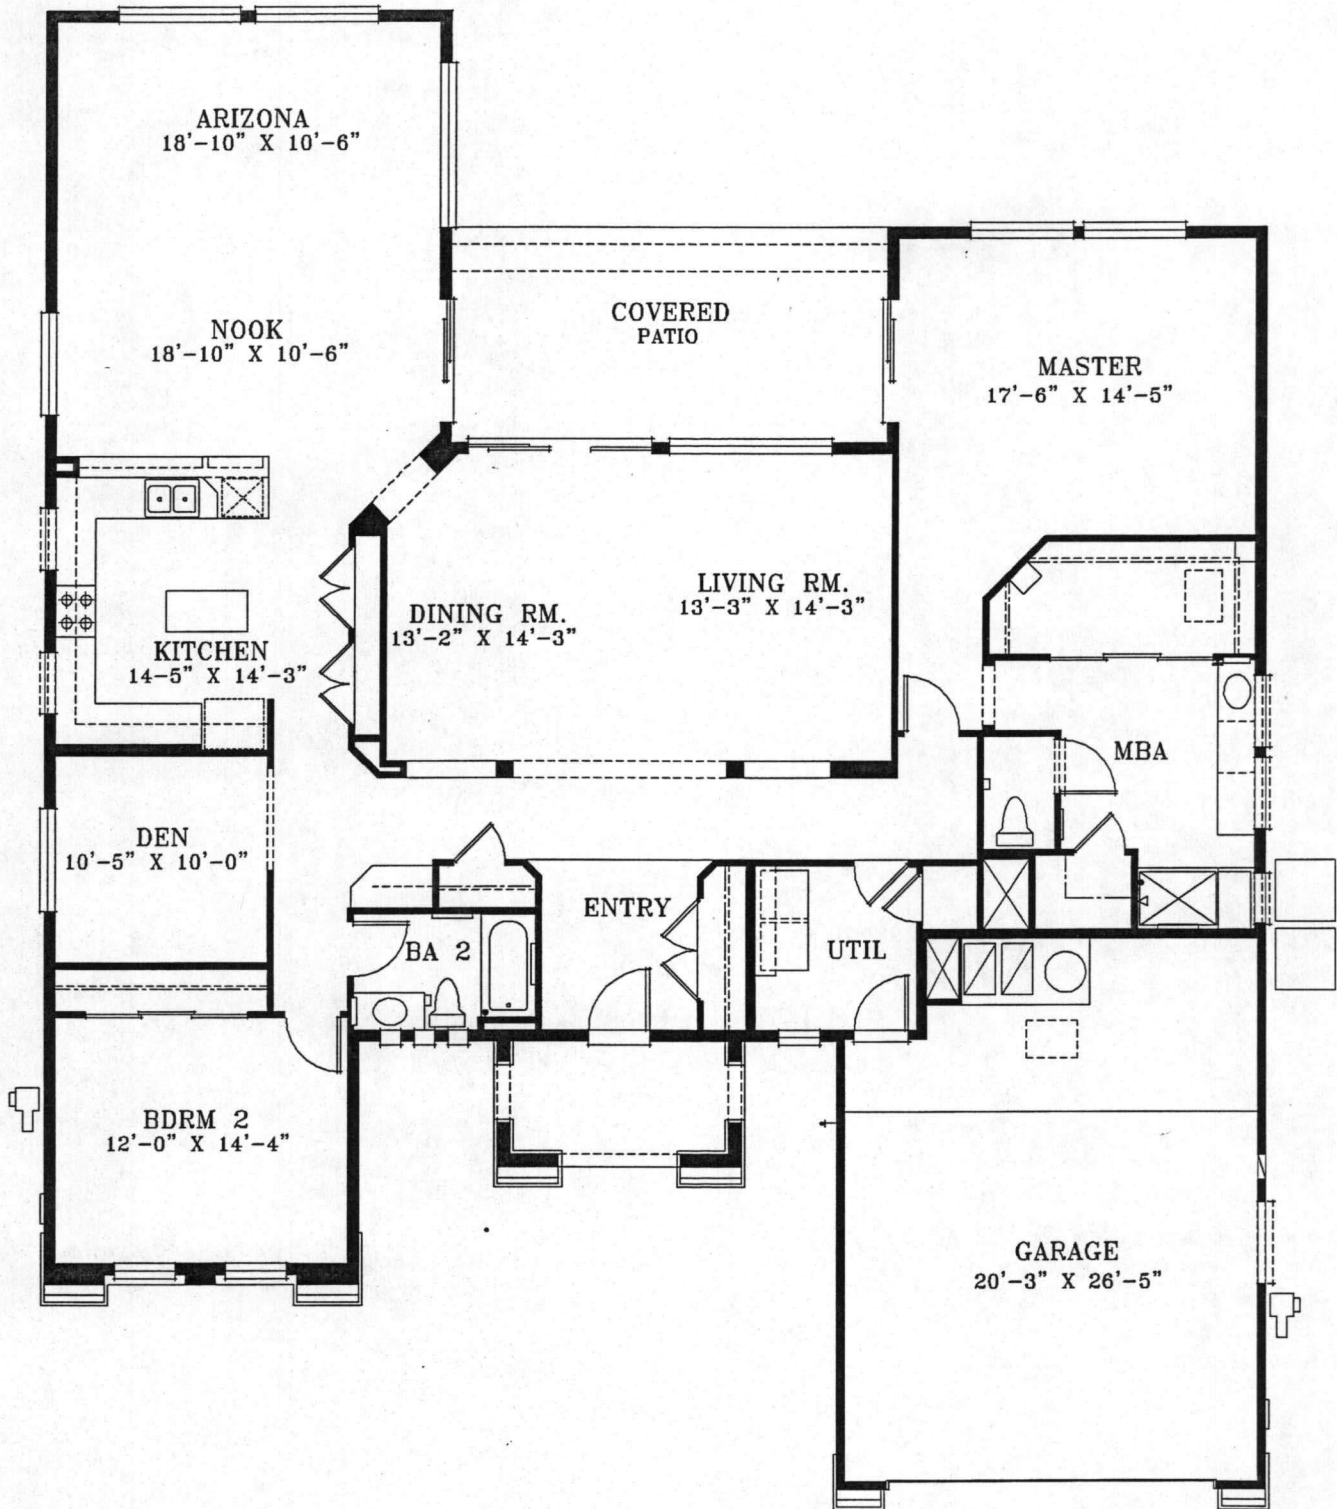 ARIZONA
18'-10" X 10'-6"
COVERED
PATIO
NOOK
18'-10" X 10'-6"
MASTER
17'-6" X 14'-5"
LIVING RM.
13'-3" X 14'-3"
DINING RM.
13'-2" X 14'-3"
KITCHEN
14-5" X 14'-3"
MBA
DEN
10'-5" X 10'-0"
ENTRY
BA 2
UTIL
BDRM 2
12'-0" X 14'-4"
GARAGE
20'-3" X 26'-5"